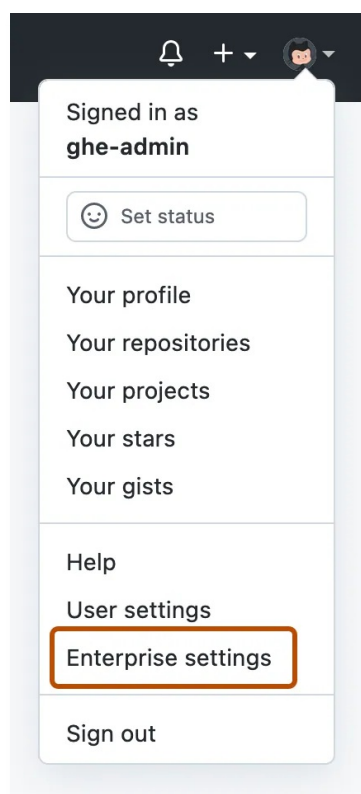 Signed in as
ghe-admin
Set status
Your profile
Your repositories
Your projects
Your stars
Your gists
Help
User settings
Enterprise settings
Sign out